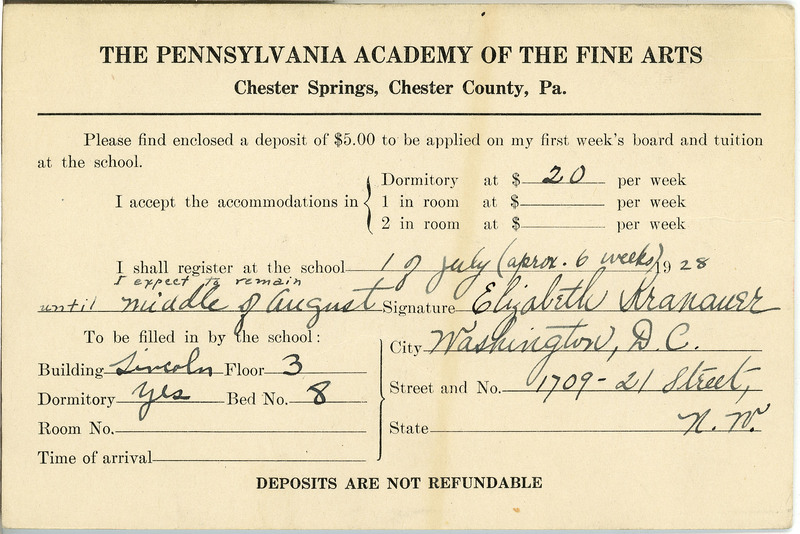 THE PENNSYLVANIA ACADEMY OF THE FINE ARTS
Chester Springs, Chester County, Pa.
Please find enclosed a deposit of $5.00 to be applied on my first week's board and tuition
at the school.
I accept the accommodations in
Dormitory at $ 20 per week
1 in room at $ per week
2 in room at $ per week
I shall register at the school 1 of July (aprox. 6 weeks) 1928
I expect to remain
until middle of August Signature Elizabeth Kranauer
To be filled in by the school:
City Washington, D.C.
Building Lincoln Floor 3
Street and No. 1709-21 Street,
Dormitory yes Bed No. 8
N.W.
Room No. State
Time of arrival
DEPOSITS ARE NOT REFUNDABLE